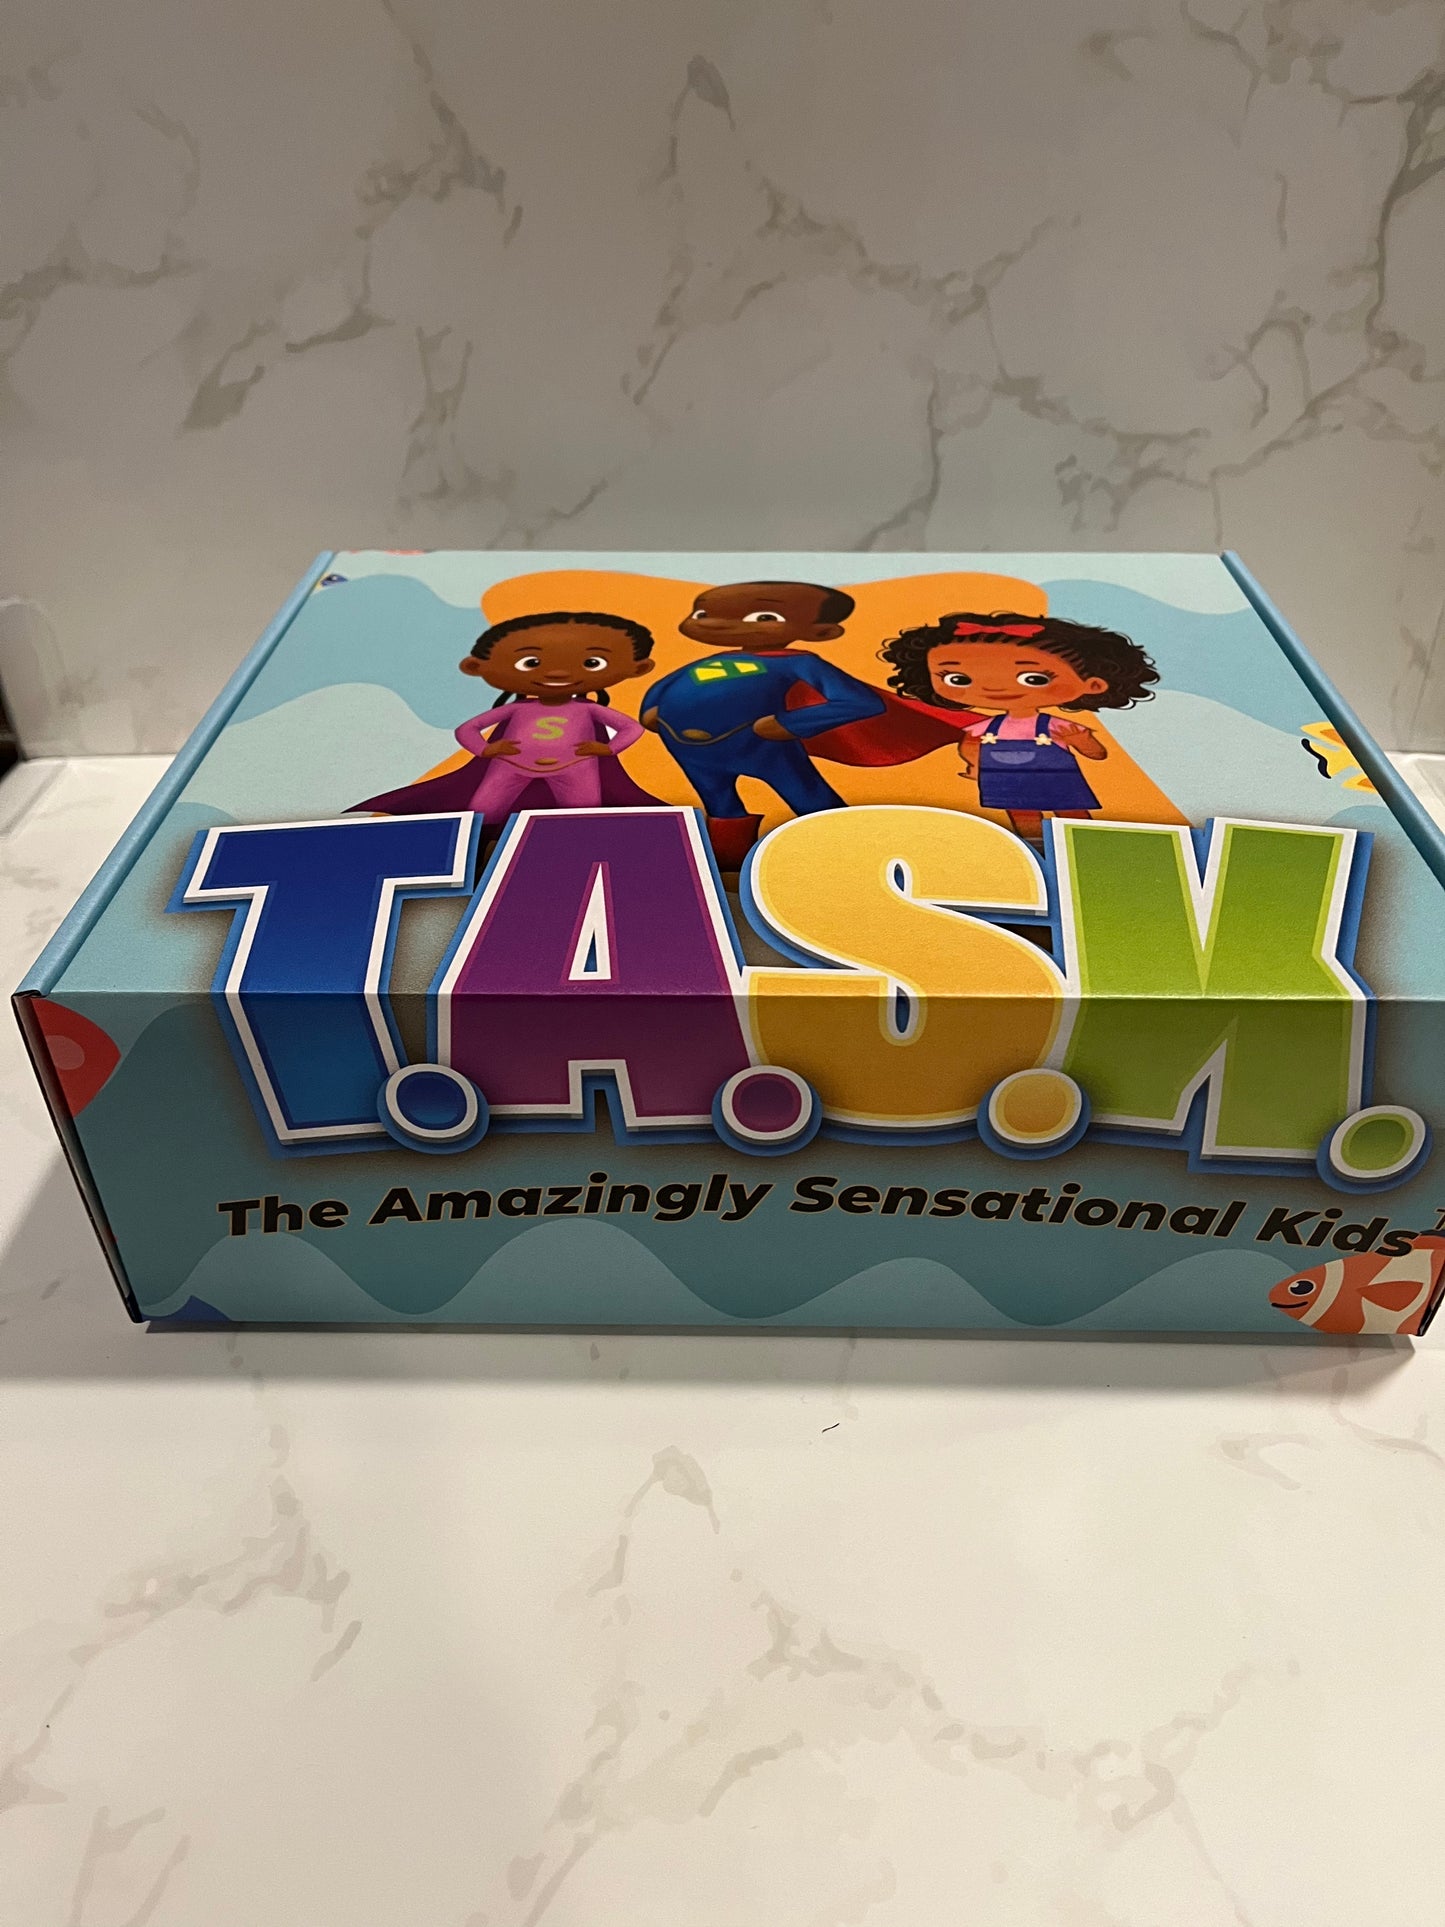 S
T.A.S.K.
The Amazingly Sensational Kids